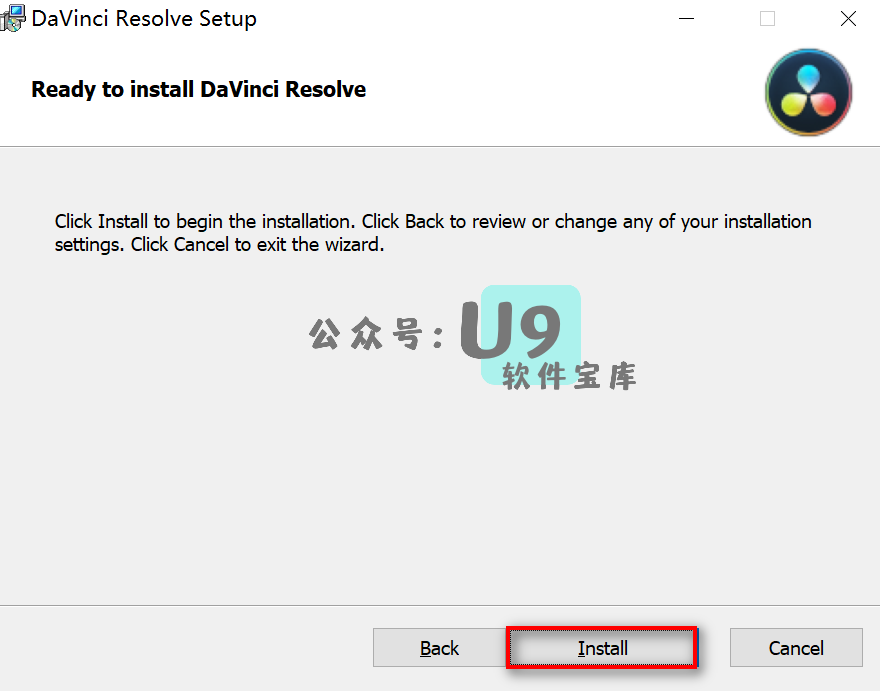 DaVinci Resolve Setup
Ready to install DaVinci Resolve
Click Install to begin the installation. Click Back to review or change any of your installation
settings. Click Cancel to exit the wizard.
公众号：U9
软件宝库
Back
Install
Cancel